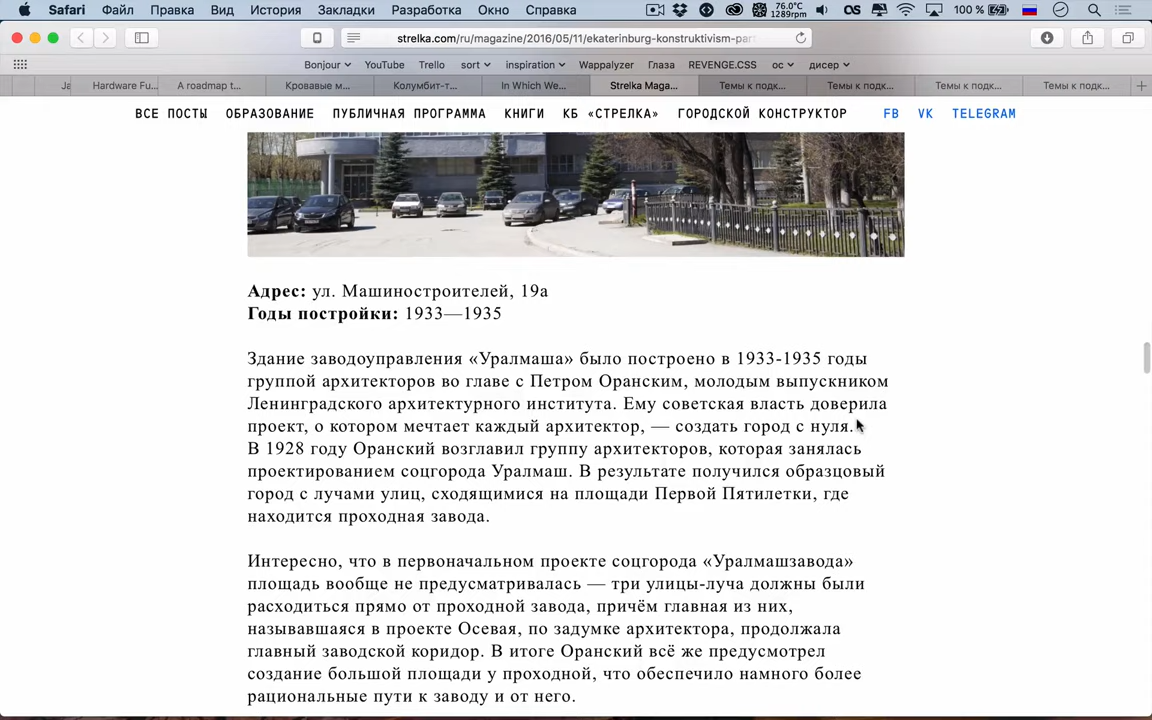 Safari Файл Правка Вид История Закладки Разработка Окно Справка 76.0°C 1289rpm 100 %
strelka.com/ru/magazine/2016/05/11/ekaterinburg-konstruktivism-par
Bonjour YouTube Trello sort inspiration Wappalyzer Глаза REVENGE.CSS ос дисер
Ja Hardware Fu... A roadmap t... Кровавые м... Колумбит-т... In Which We... Strelka Maga... Темы к подк... Темы к подк... Темы к подк... Темы к подк...
ВСЕ ПОСТЫ ОБРАЗОВАНИЕ ПУБЛИЧНАЯ ПРОГРАММА КНИГИ КБ «СТРЕЛКА» ГОРОДСКОЙ КОНСТРУКТОР FB VK TELEGRAM
Адрес: ул. Машиностроителей, 19а
Годы постройки: 1933—1935
Здание заводоуправления «Уралмаша» было построено в 1933-1935 годы
группой архитекторов во главе с Петром Оранским, молодым выпускником
Ленинградского архитектурного института. Ему советская власть доверила
проект, о котором мечтает каждый архитектор, — создать город с нуля.
В 1928 году Оранский возглавил группу архитекторов, которая занялась
проектированием соцгорода Уралмаш. В результате получился образцовый
город с лучами улиц, сходящимися на площади Первой Пятилетки, где
находится проходная завода.
Интересно, что в первоначальном проекте соцгорода «Уралмашзавода»
площадь вообще не предусматривалась — три улицы-луча должны были
расходиться прямо от проходной завода, причём главная из них,
называвшаяся в проекте Осевая, по задумке архитектора, продолжала
главный заводской коридор. В итоге Оранский всё же предусмотрел
создание большой площади у проходной, что обеспечило намного более
рациональные пути к заводу и от него.